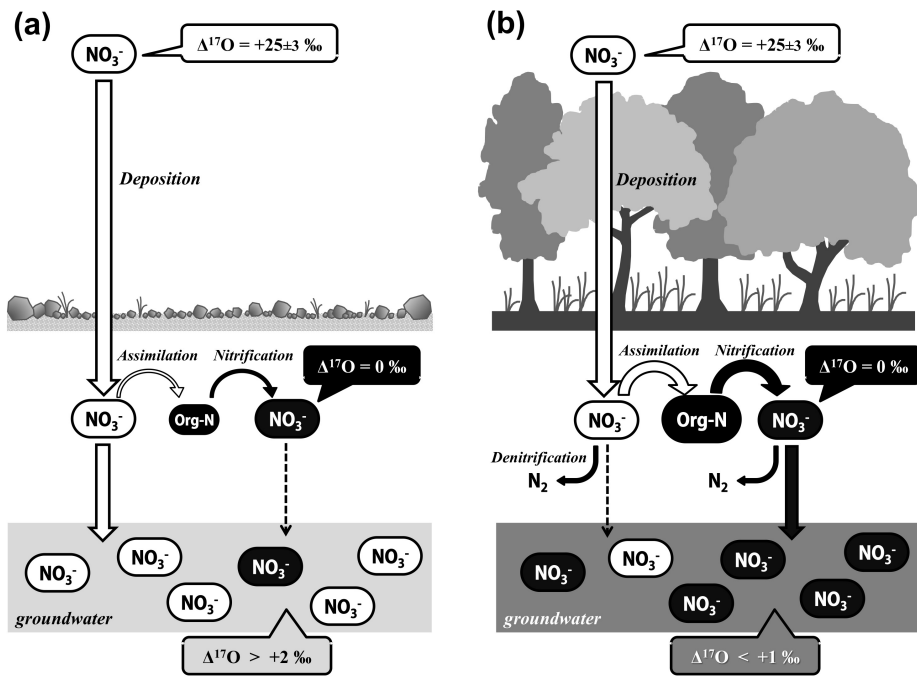 (a)
NO₃⁻
Δ¹⁷O = +25±3 ‰
Deposition
Assimilation
Nitrification
Δ¹⁷O = 0 ‰
NO₃⁻
Org-N
NO₃⁻
NO₃⁻
NO₃⁻
NO₃⁻
NO₃⁻
NO₃⁻
NO₃⁻
groundwater
Δ¹⁷O > +2 ‰
(b)
NO₃⁻
Δ¹⁷O = +25±3 ‰
Deposition
Assimilation
Nitrification
Δ¹⁷O = 0 ‰
NO₃⁻
Org-N
NO₃⁻
Denitrification
N₂
N₂
NO₃⁻
NO₃⁻
NO₃⁻
NO₃⁻
NO₃⁻
NO₃⁻
groundwater
Δ¹⁷O < +1 ‰